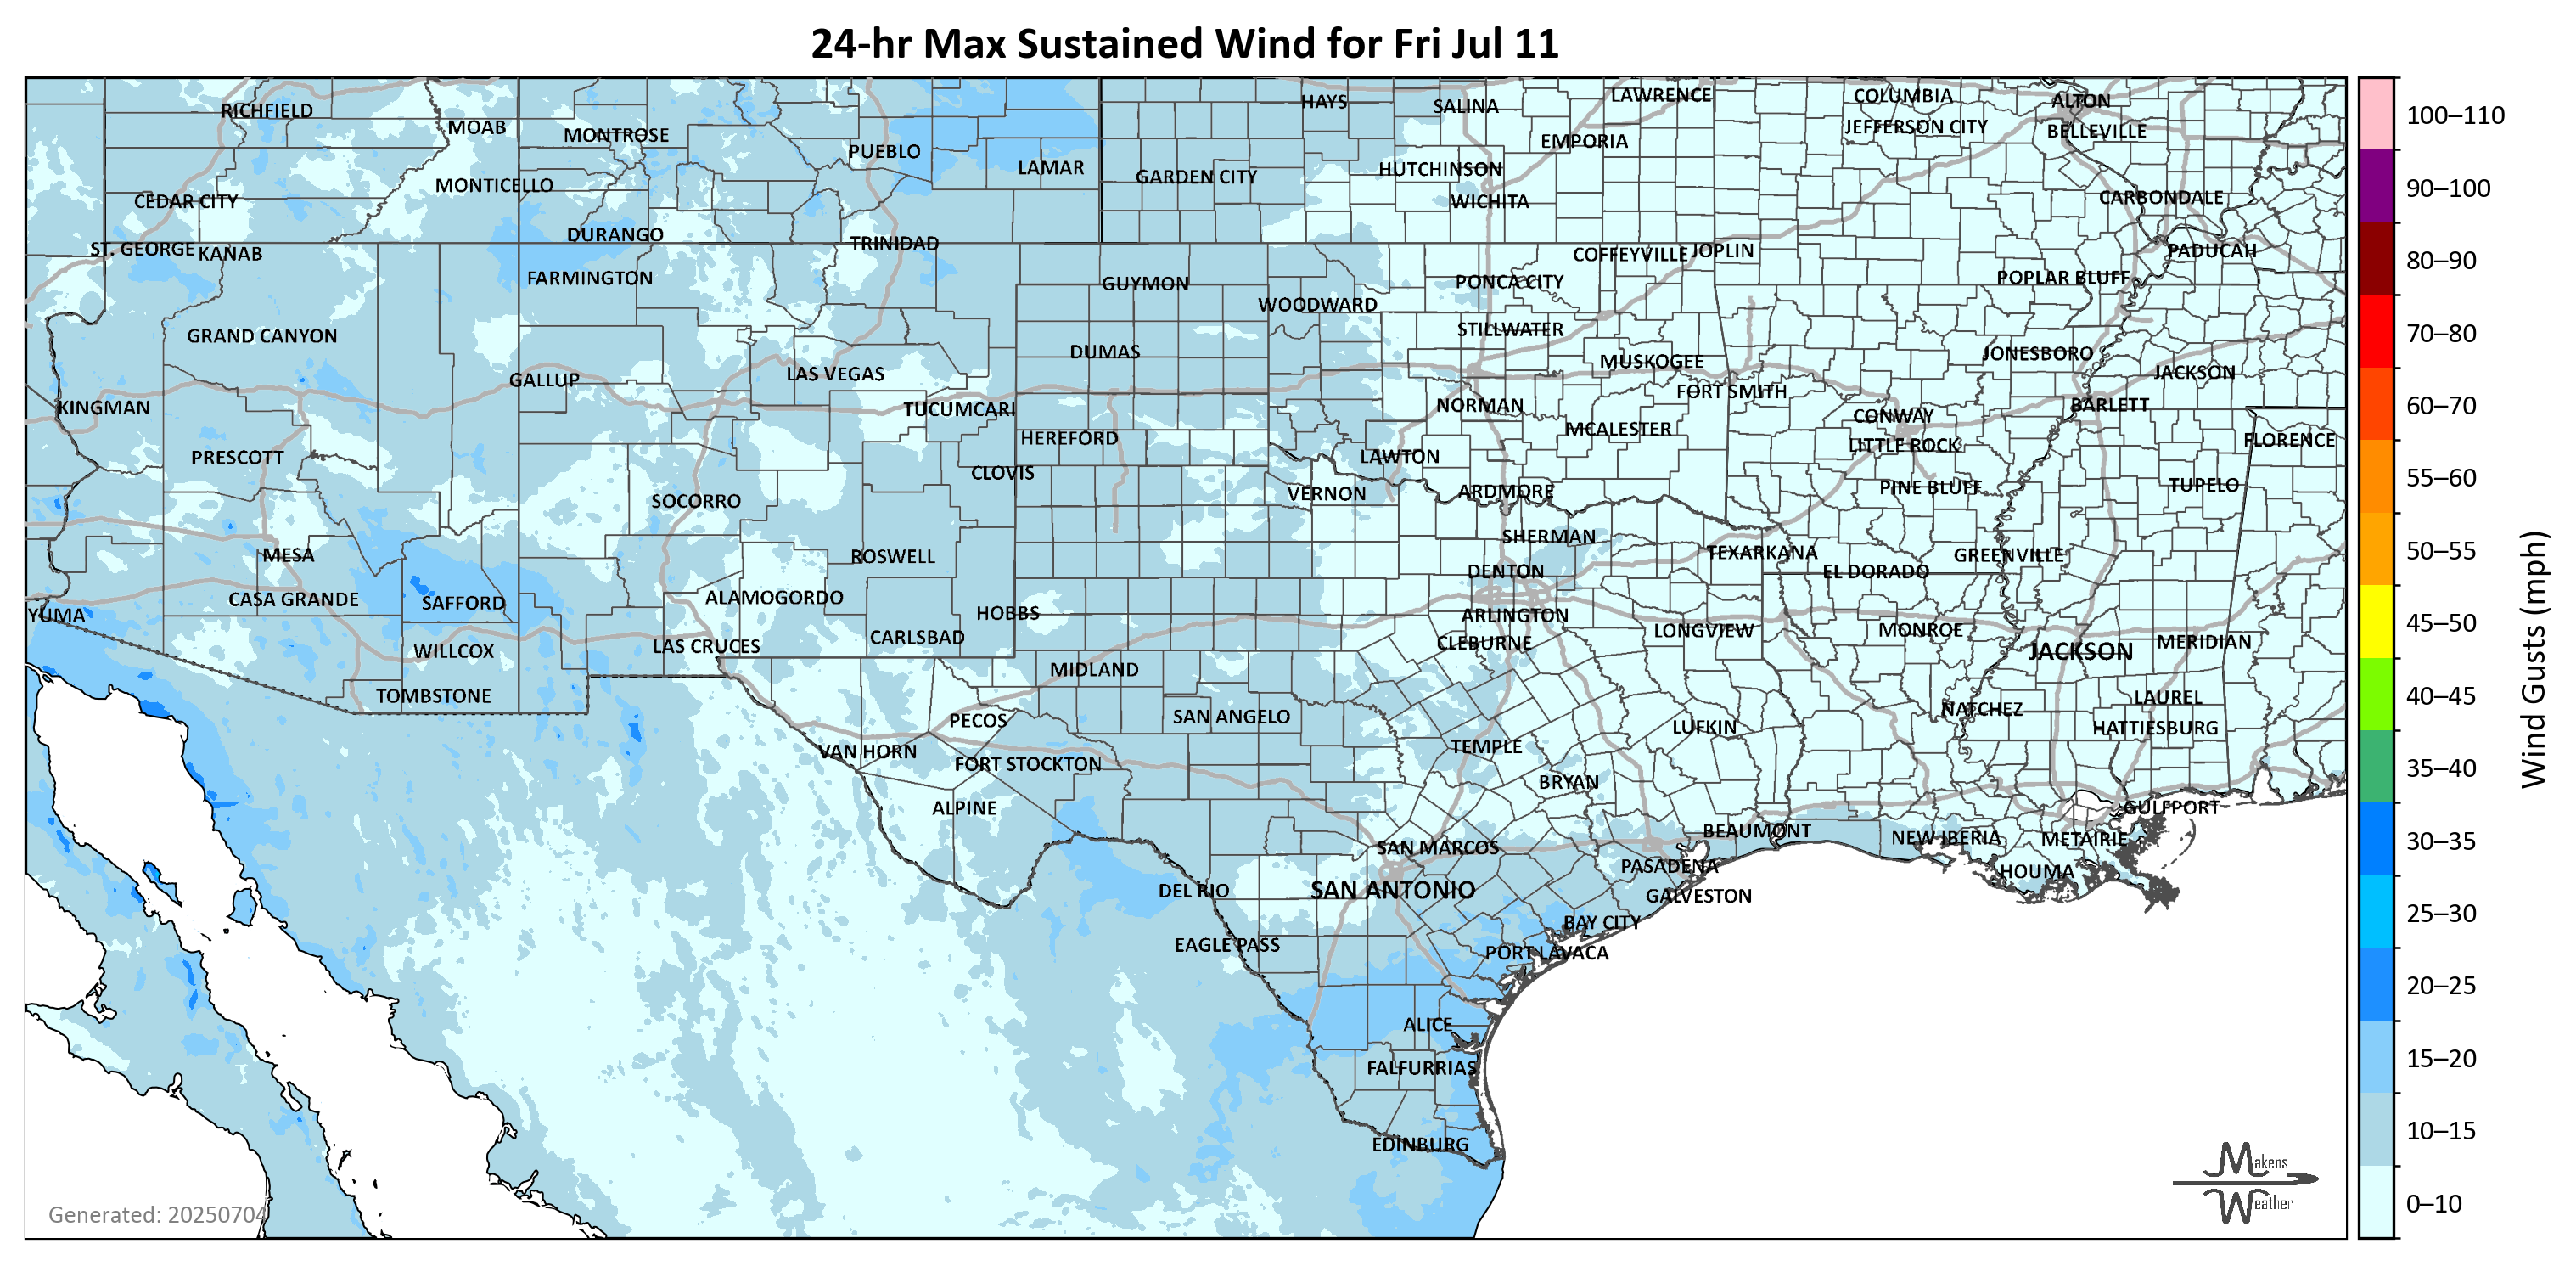 24-hr Max Sustained Wind for Fri Jul 11
RICHFIELD
MOAB
MONTROSE
PUEBLO
LAMAR
HAYS
SALINA
LAWRENCE
COLUMBIA
ALTON
JEFFERSON CITY
BELLEVILLE
EMPORIA
HUTCHINSON
GARDEN CITY
MONTICELLO
CEDAR CITY
WICHITA
CARBONDALE
DURANGO
TRINIDAD
ST. GEORGE
KANAB
FARMINGTON
GUYMON
COFFEYVILLE
JOPLIN
PADUCAH
POPLAR BLUFF
PONCA CITY
WOODWARD
STILLWATER
GRAND CANYON
DUMAS
MUSKOGEE
JONESBORO
JACKSON
GALLUP
LAS VEGAS
FORT SMITH
KINGMAN
TUCUMCARI
NORMAN
CONWAY
BARLETT
HEREFORD
MCALESTER
LITTLE ROCK
FLORENCE
PRESCOTT
CLOVIS
LAWTON
SOCORRO
VERNON
ARDMORE
PINE BLUFF
TUPELO
MESA
ROSWELL
SHERMAN
TEXARKANA
GREENVILLE
DENTON
EL DORADO
CASA GRANDE
SAFFORD
ALAMOGORDO
HOBBS
ARLINGTON
YUMA
LAS CRUCES
CARLSBAD
CLEBURNE
LONGVIEW
MONROE
JACKSON
MERIDIAN
WILLCOX
MIDLAND
TOMBSTONE
PECOS
SAN ANGELO
LUFKIN
NATCHEZ
LAUREL
HATTIESBURG
VAN HORN
FORT STOCKTON
TEMPLE
BRYAN
ALPINE
GULFPORT
BEAUMONT
NEW IBERIA
METAIRIE
SAN MARCOS
PASADENA
HOUMA
DEL RIO
SAN ANTONIO
GALVESTON
BAY CITY
EAGLE PASS
PORT LAVACA
ALICE
FALFURRIAS
EDINBURG
Generated: 20250704
Makens
Weather
100–110
90–100
80–90
70–80
60–70
55–60
50–55
45–50
40–45
35–40
30–35
25–30
20–25
15–20
10–15
0–10
Wind Gusts (mph)